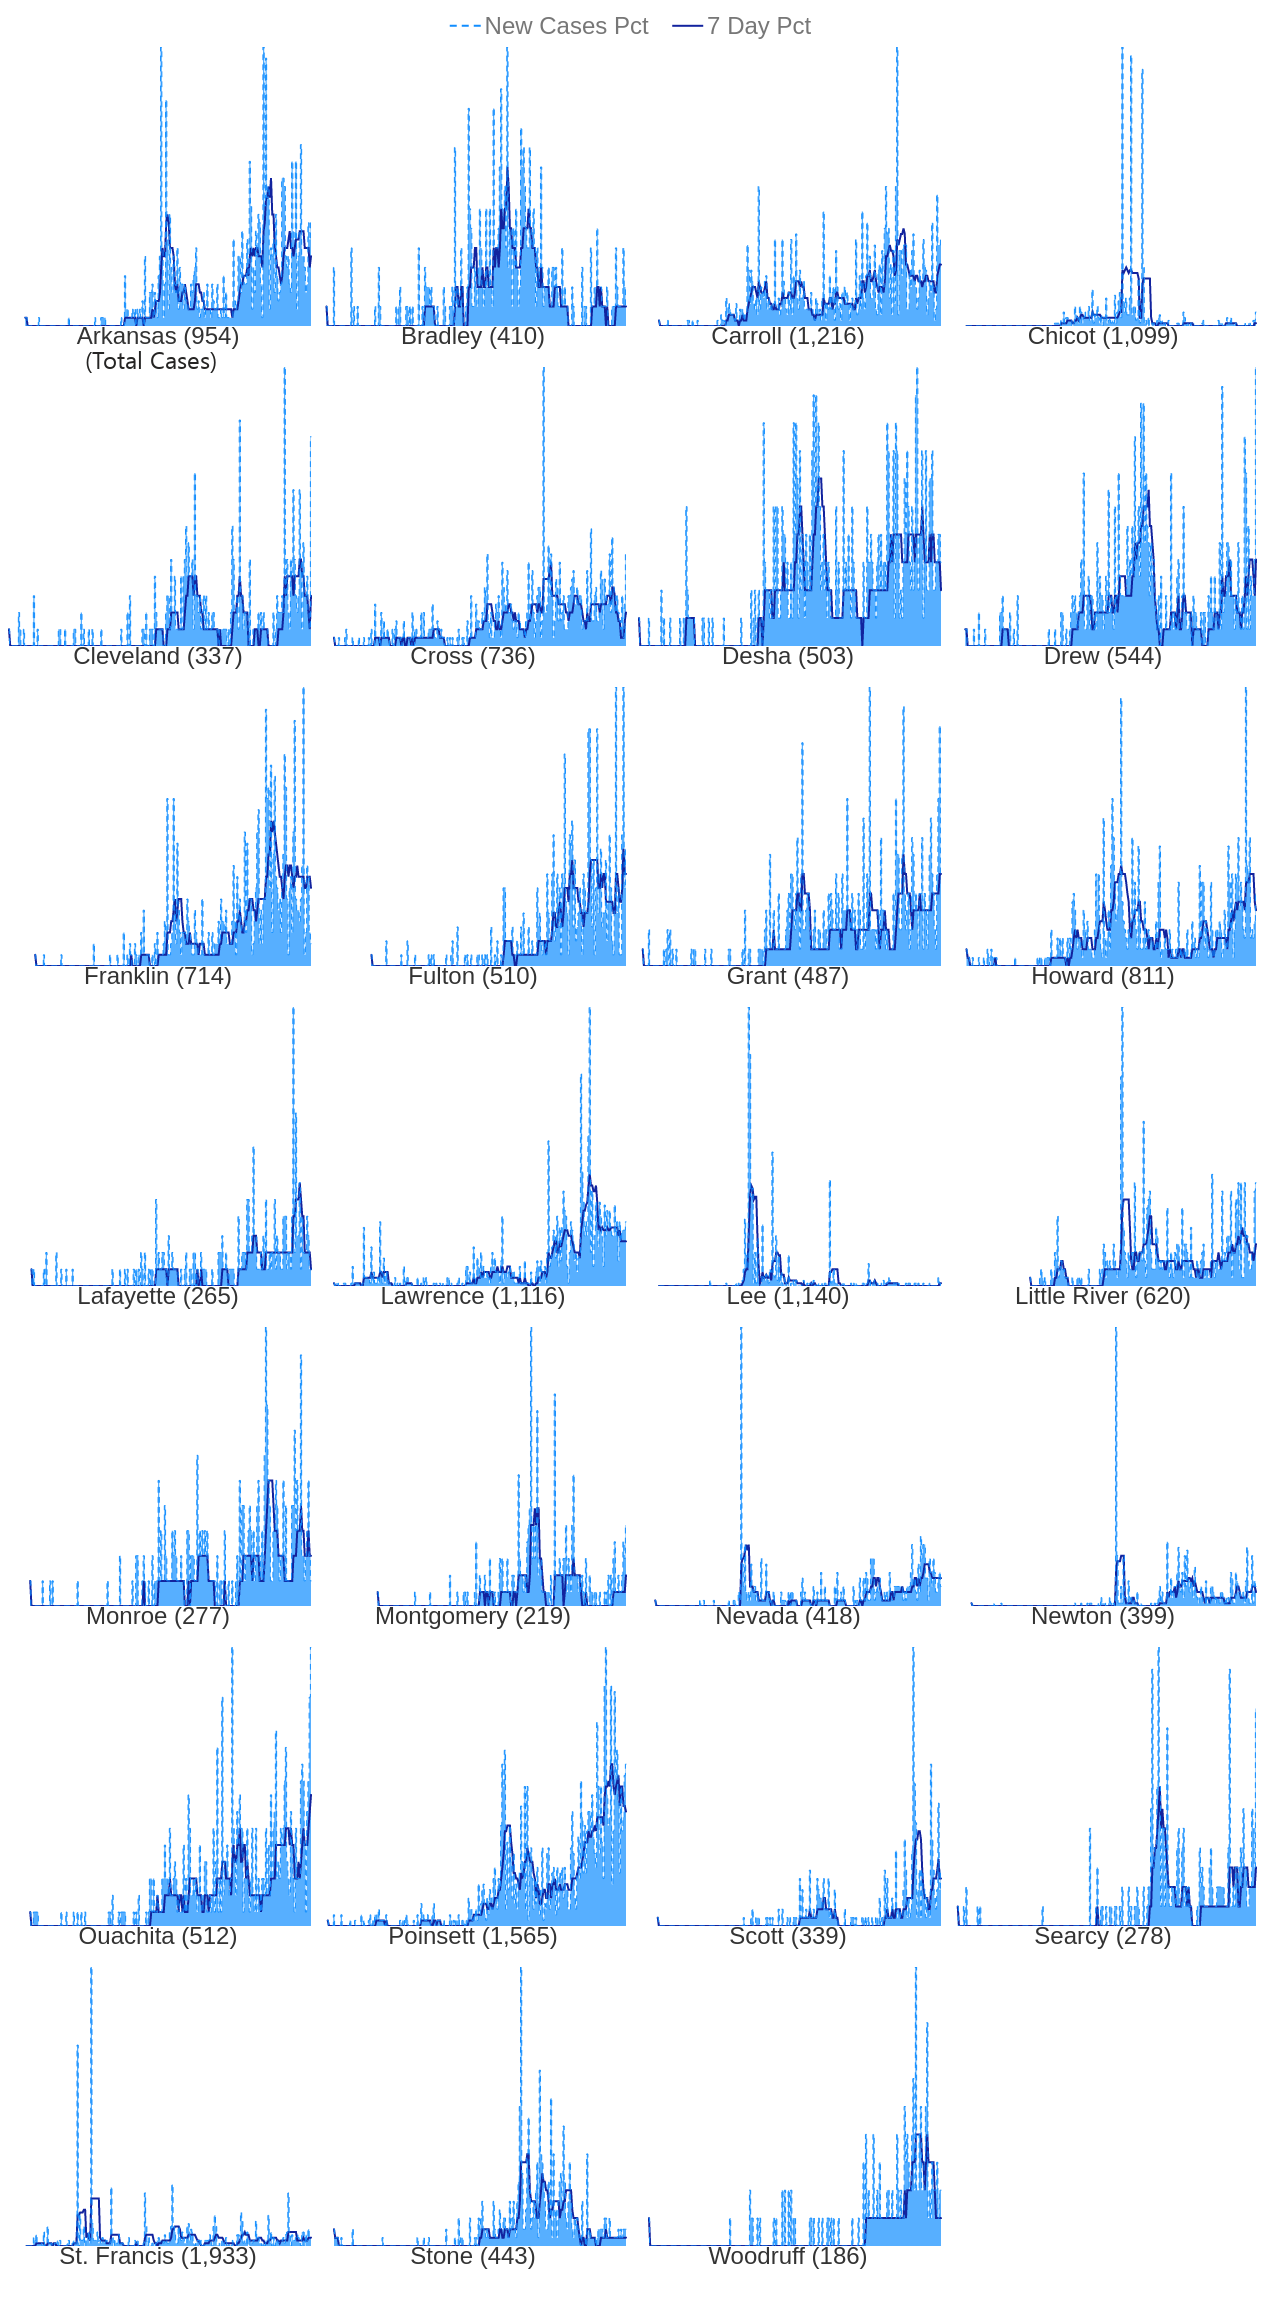 New Cases Pct 7 Day Pct
Arkansas (954) Bradley (410) Carroll (1,216) Chicot (1,099)
(Total Cases)
Cleveland (337) Cross (736) Desha (503) Drew (544)
Franklin (714) Fulton (510) Grant (487) Howard (811)
Lafayette (265) Lawrence (1,116) Lee (1,140) Little River (620)
Monroe (277) Montgomery (219) Nevada (418) Newton (399)
Ouachita (512) Poinsett (1,565) Scott (339) Searcy (278)
St. Francis (1,933) Stone (443) Woodruff (186)